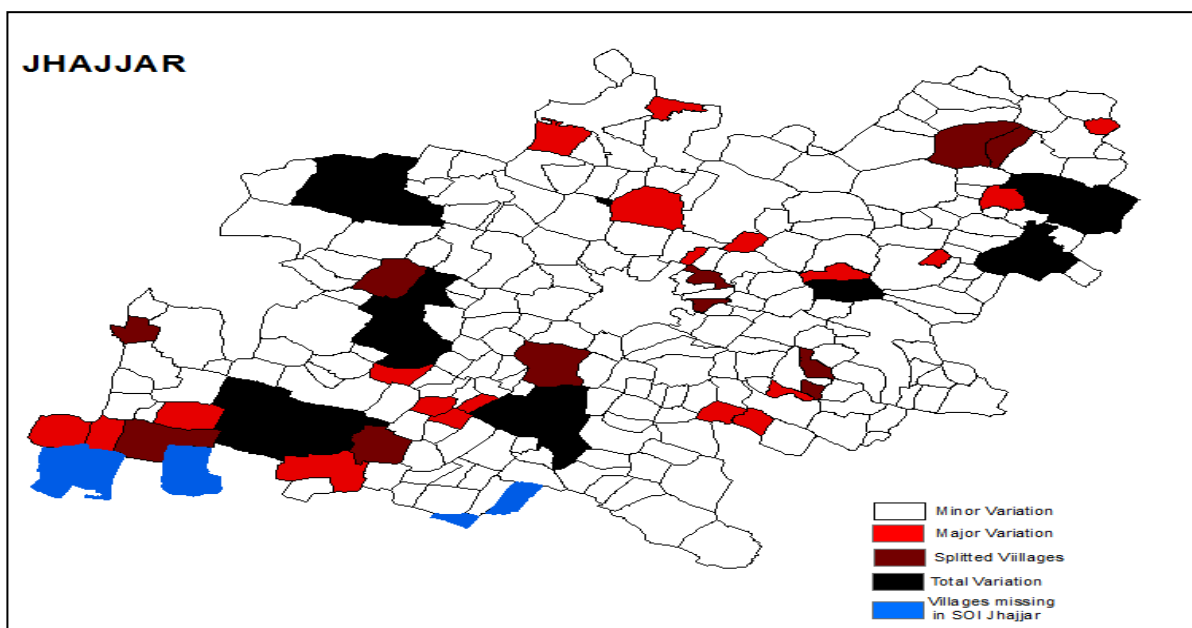 JHAJJAR
Minor Variation
Major Variation
Splitted Viillages
Total Variation
Villages missing
in SOI Jhajjar